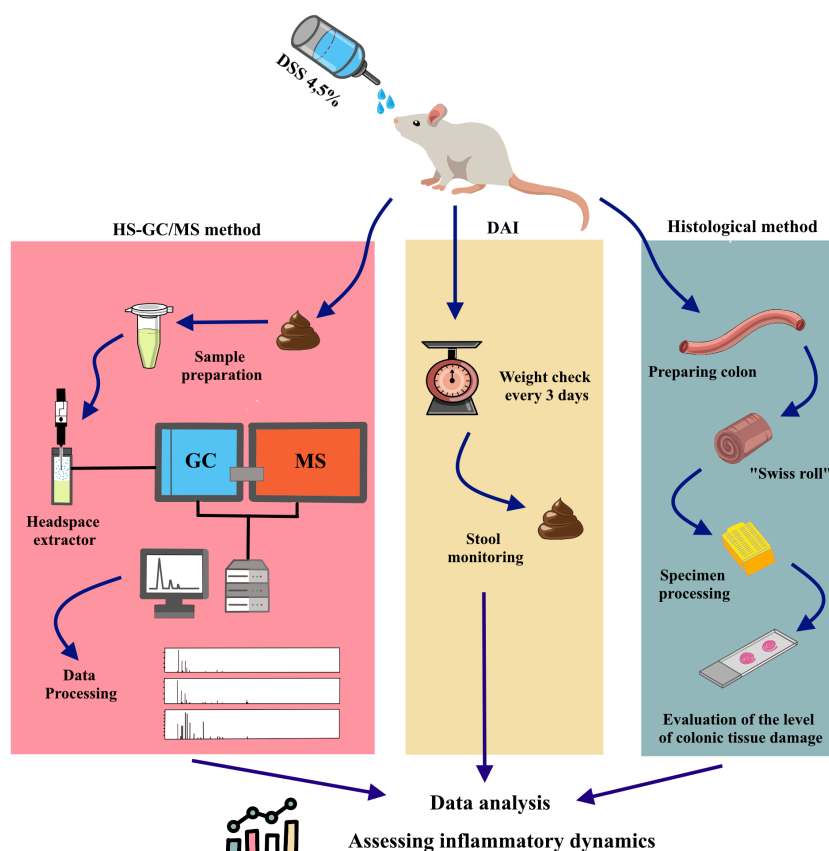 DSS 4,5%
HS-GC/MS method
DAI
Histological method
Sample
preparation
GC
MS
Headspace
extractor
Data
Processing
Weight check
every 3 days
Stool
monitoring
Preparing colon
"Swiss roll"
Specimen
processing
Evaluation of the level
of colonic tissue damage
Data analysis
Assessing inflammatory dynamics